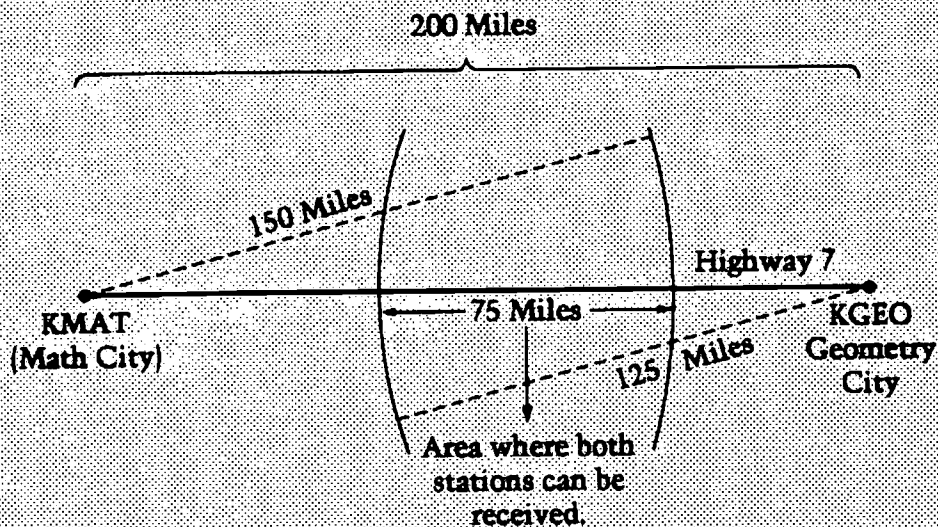 200 Miles
150 Miles
Highway 7
75 Miles
KMAT
(Math City)
KGEO
Geometry
City
125 Miles
Area where both
stations can be
received.